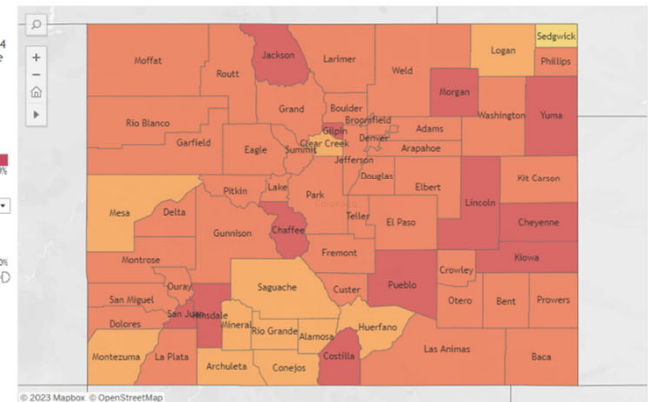 4
e
%
0%
Moffat
Routt
Jackson
Larimer
Weld
Logan
Sedgwick
Phillips
Morgan
Washington
Yuma
Rio Blanco
Grand
Boulder
Broomfield
Gilpin
Clear Creek
Denver
Adams
Arapahoe
Garfield
Eagle
Summit
Jefferson
Douglas
Elbert
Kit Carson
Pitkin
Lake
Park
Colorado
Lincoln
Mesa
Delta
Gunnison
Chaffee
Teller
El Paso
Cheyenne
Montrose
Fremont
Kiowa
Ouray
Saguache
Custer
Pueblo
Crowley
San Miguel
San Juan
Hinsdale
Mineral
Rio Grande
Alamosa
Huerfano
Otero
Bent
Prowers
Dolores
Montezuma
La Plata
Archuleta
Conejos
Costilla
Las Animas
Baca
© 2023 Mapbox © OpenStreetMap